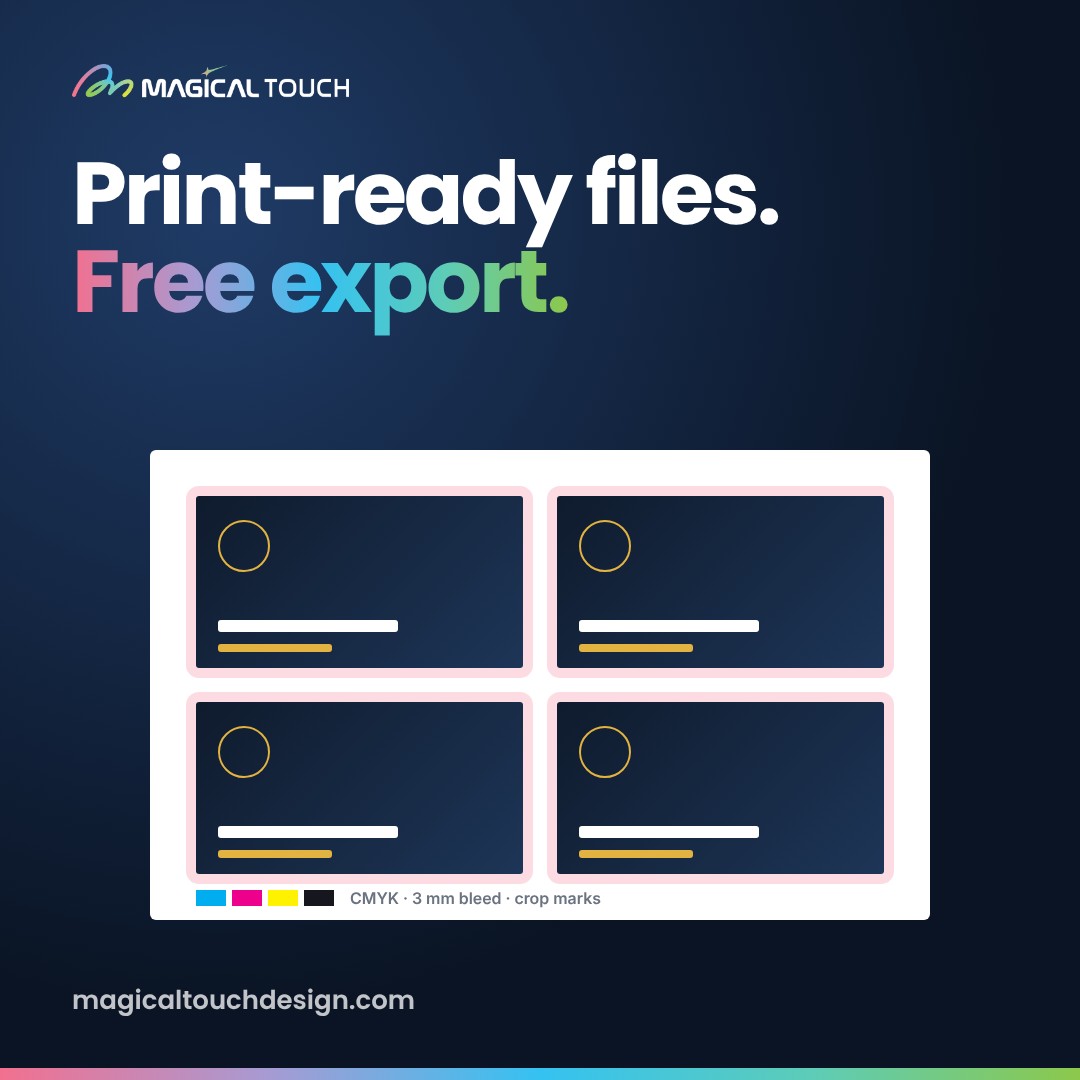 MAGICAL TOUCH
Print-ready files.
Free export.
CMYK · 3 mm bleed · crop marks
magicaltouchdesign.com